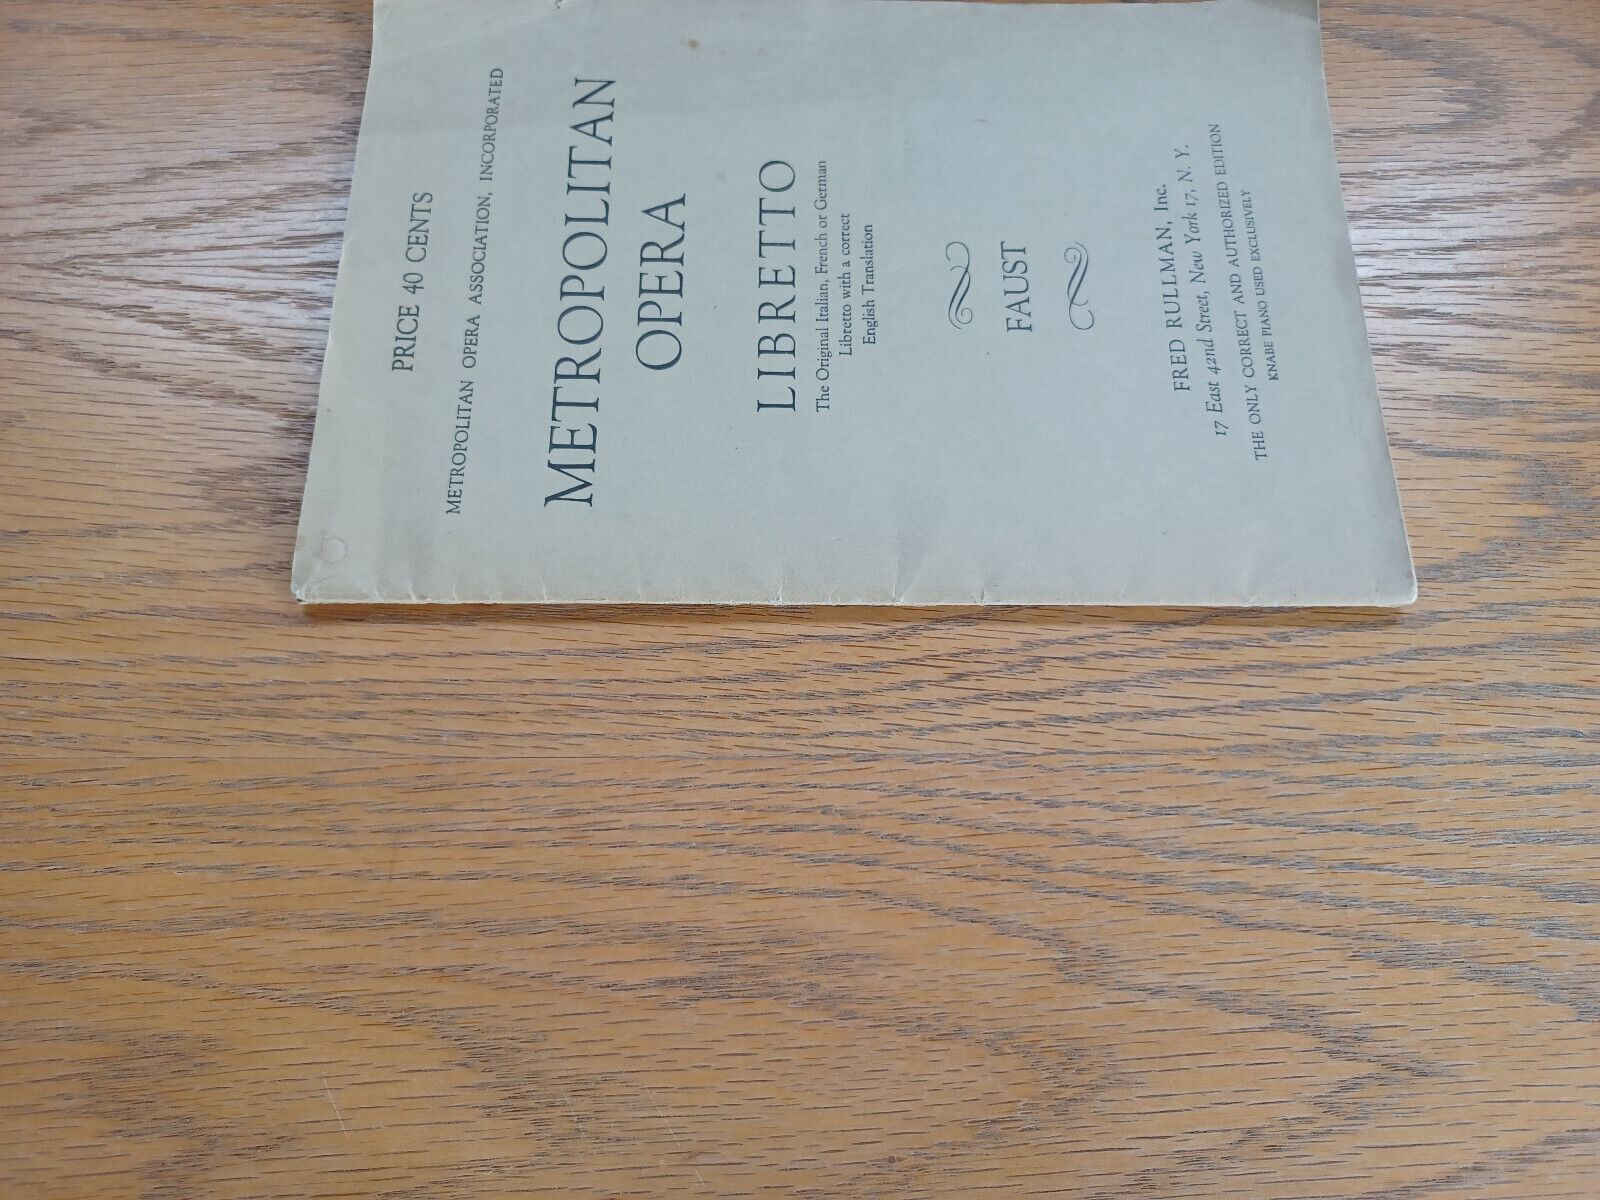 PRICE 40 CENTS
METROPOLITAN OPERA ASSOCIATION, INCORPORATED
METROPOLITAN
OPERA
LIBRETTO
The Original Italian, French or German
Libretto with a correct
English Translation
FAUST
FRED RULLMAN, Inc.
17 East 42nd Street, New York 17, N. Y.
THE ONLY CORRECT AND AUTHORIZED EDITION
KNABE PIANO USED EXCLUSIVELY